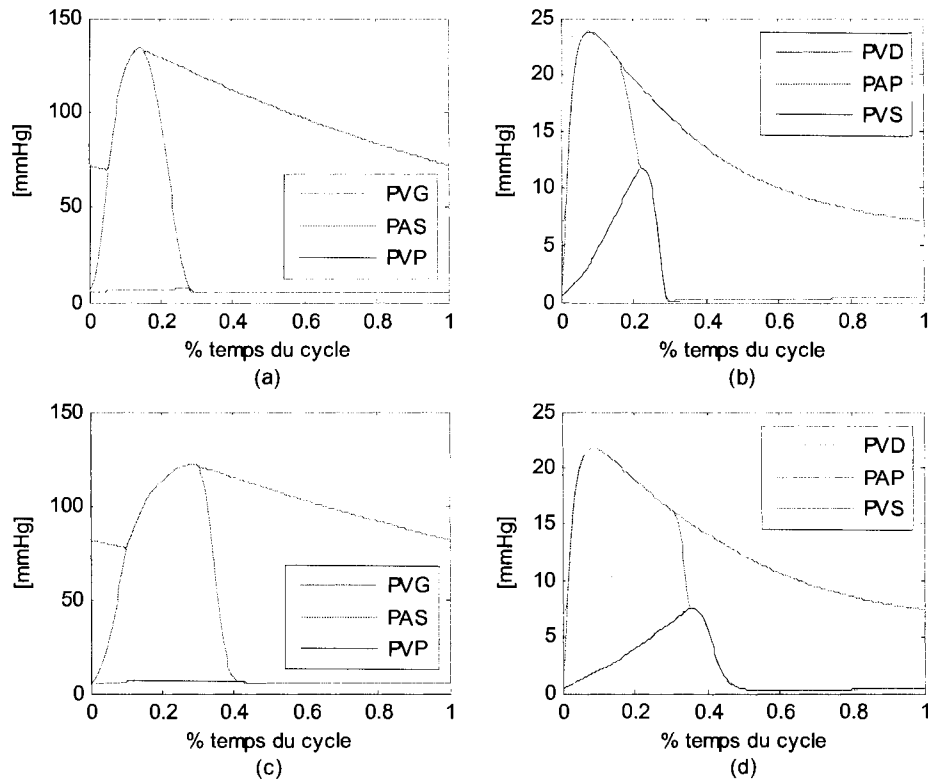 150
100
50
0
[mmHg]
PVG
PAS
PVP
0 0.2 0.4 0.6 0.8 1
% temps du cycle
(a)
25
20
15
10
5
0
[mmHg]
PVD
PAP
PVS
0 0.2 0.4 0.6 0.8 1
% temps du cycle
(b)
150
100
50
0
[mmHg]
PVG
PAS
PVP
0 0.2 0.4 0.6 0.8 1
% temps du cycle
(c)
25
20
15
10
5
0
[mmHg]
PVD
PAP
PVS
0 0.2 0.4 0.6 0.8 1
% temps du cycle
(d)